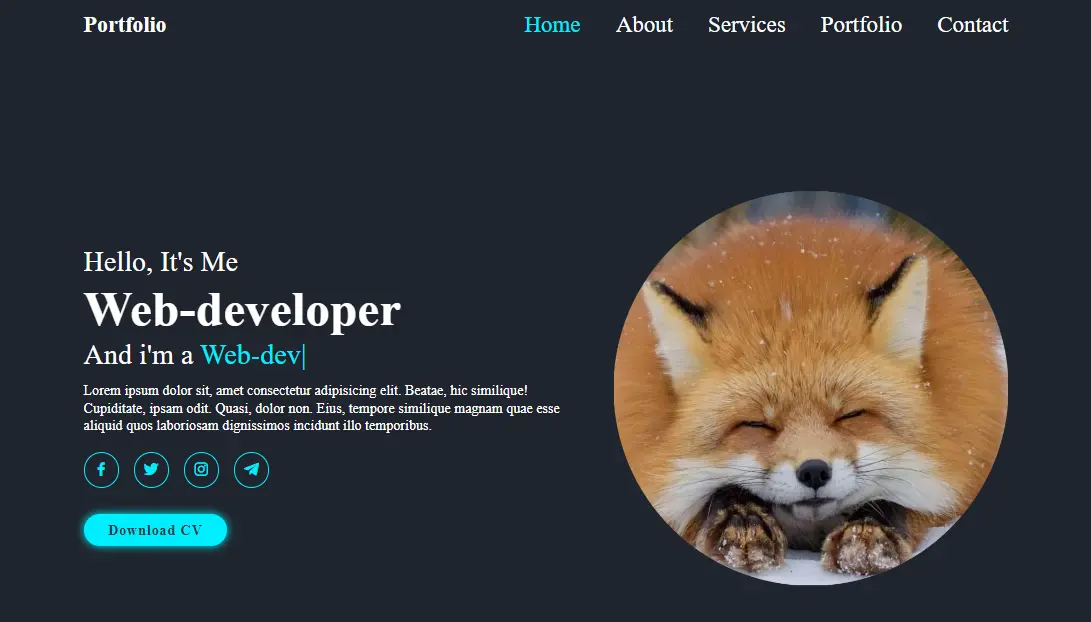 Portfolio
Home About Services Portfolio Contact
Hello, It's Me
Web-developer
And i'm a Web-dev|
Lorem ipsum dolor sit, amet consectetur adipisicing elit. Beatae, hic similique!
Cupiditate, ipsam odit. Quasi, dolor non. Eius, tempore similique magnam quae esse
aliquid quos laboriosam dignissimos incidunt illo temporibus.
Download CV